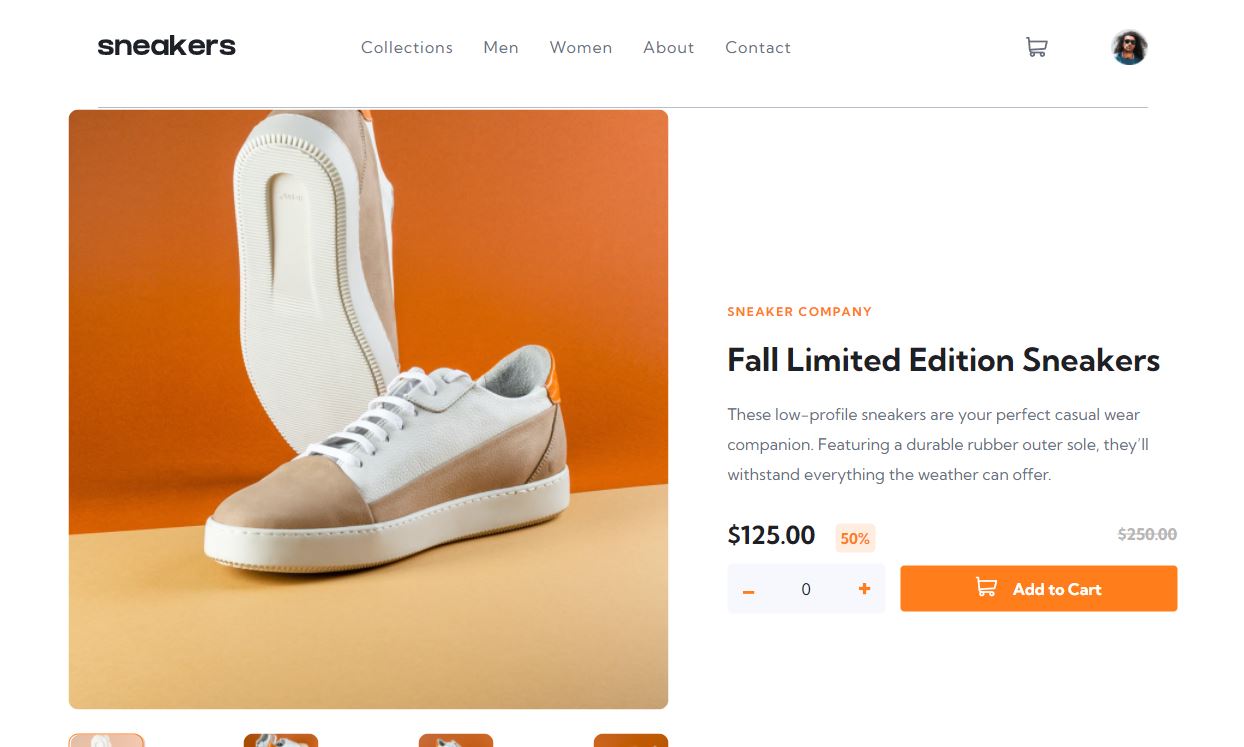 sneakers
Collections Men Women About Contact
SNEAKER COMPANY
Fall Limited Edition Sneakers
These low-profile sneakers are your perfect casual wear
companion. Featuring a durable rubber outer sole, they'll
withstand everything the weather can offer.
$125.00 50% $250.00
– 0 + Add to Cart